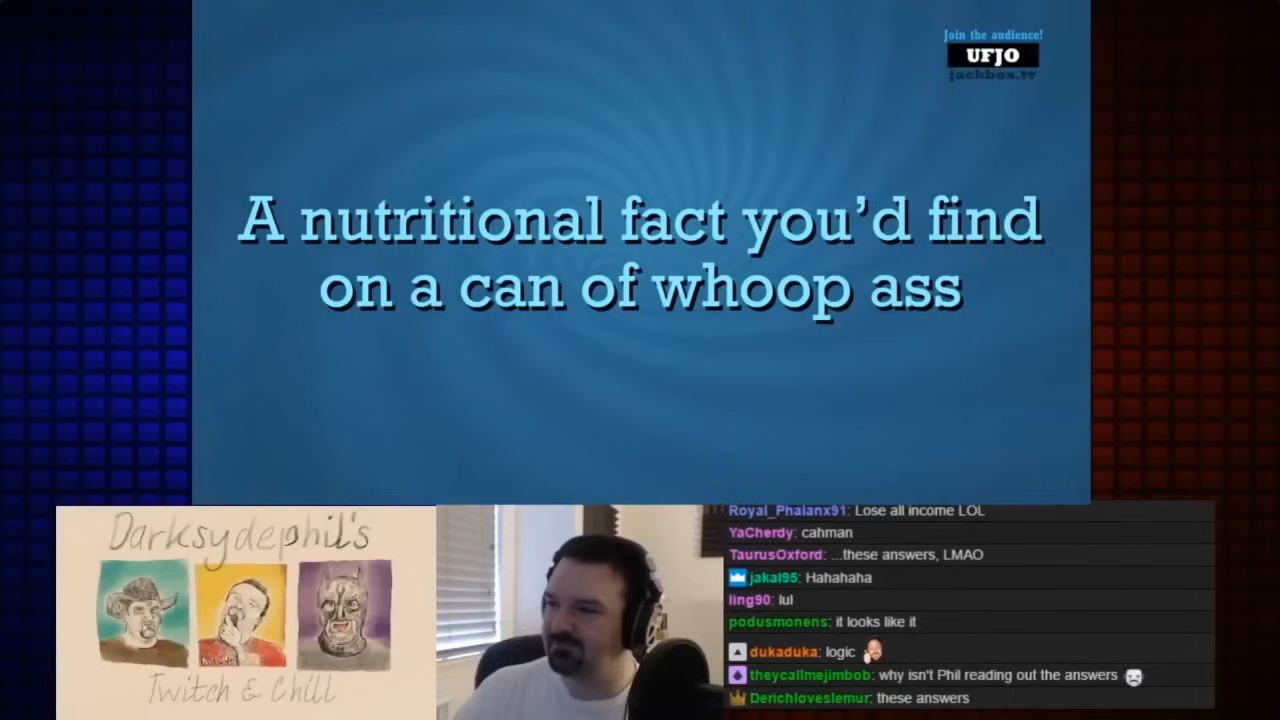 Join the audience!
UFJO
jackbox.tv
A nutritional fact you'd find
on a can of whoop ass
Darksydephil's
Twitch & Chill
Royal_Phalanx91: Lose all income LOL
YaCherdy: cahman
TaurusOxford: ...these answers, LMAO
jakal95: Hahahaha
ling90: lul
podusmonens: it looks like it
dukaduka: logic
theycallmejimbob: why isn't Phil reading out the answers
Derichloveslemur: these answers